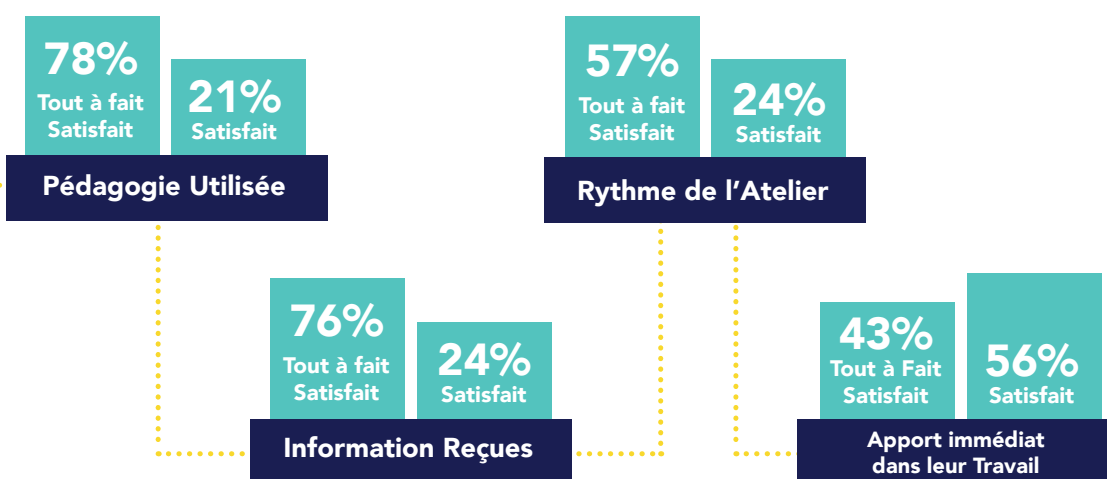 78%
Tout à fait
Satisfait
21%
Satisfait
Pédagogie Utilisée
57%
Tout à fait
Satisfait
24%
Satisfait
Rythme de l’Atelier
76%
Tout à fait
Satisfait
24%
Satisfait
Information Reçues
43%
Tout à Fait
Satisfait
56%
Satisfait
Apport immédiat
dans leur Travail